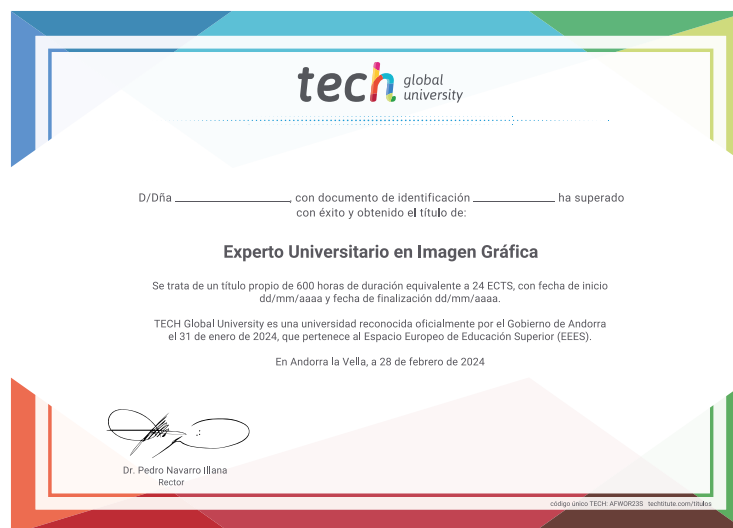 tech global university
D/Dña ____________________, con documento de identificación ______________ ha superado
con éxito y obtenido el título de:
Experto Universitario en Imagen Gráfica
Se trata de un título propio de 600 horas de duración equivalente a 24 ECTS, con fecha de inicio
dd/mm/aaaa y fecha de finalización dd/mm/aaaa.
TECH Global University es una universidad reconocida oficialmente por el Gobierno de Andorra
el 31 de enero de 2024, que pertenece al Espacio Europeo de Educación Superior (EEES).
En Andorra la Vella, a 28 de febrero de 2024
Dr. Pedro Navarro Illana
Rector
código único TECH: AFWOR23S techtitute.com/titulos